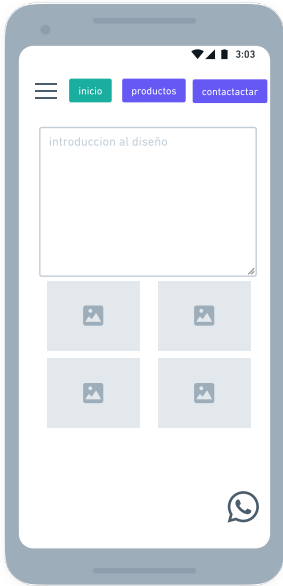 3:03
inicio productos contactactar
introduccion al diseño